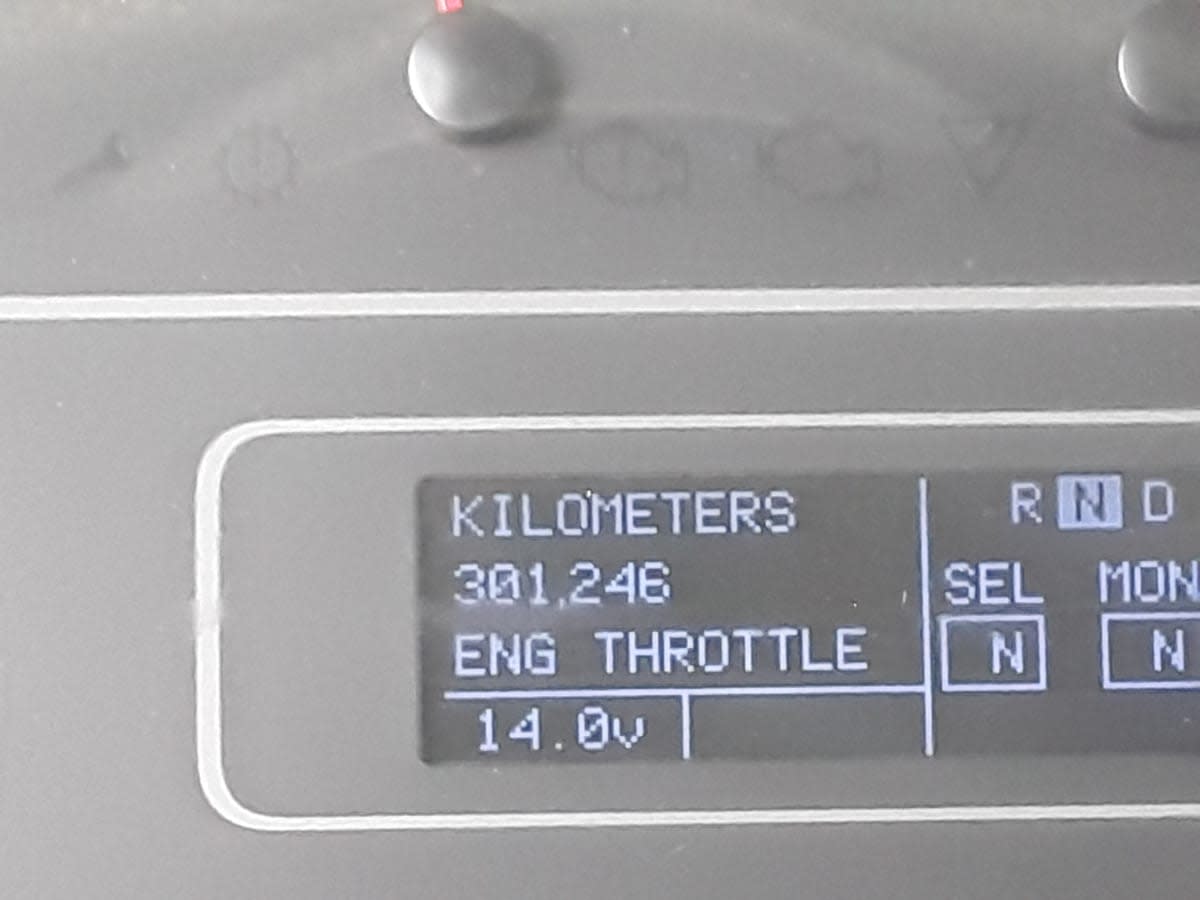 KILOMETERS
301,246
ENG THROTTLE
14.0v
R N D
SEL MON
N N